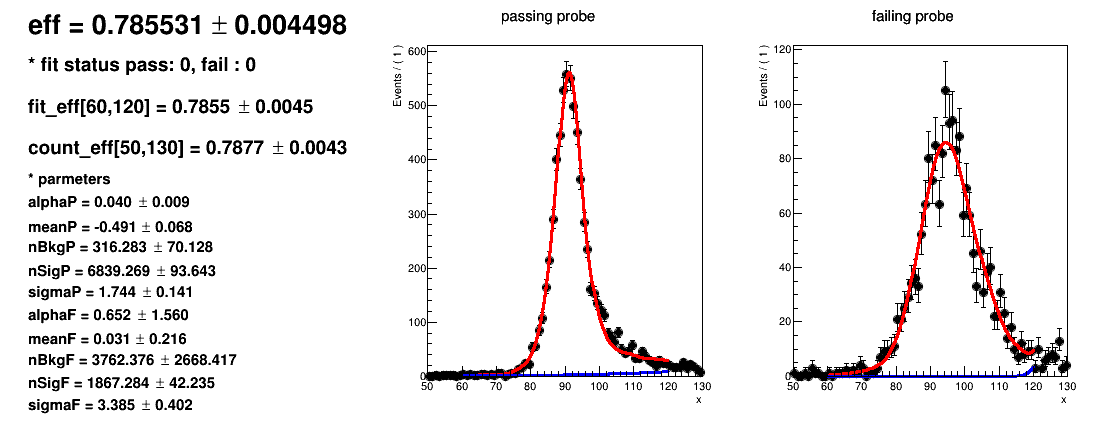 eff = 0.785531 ± 0.004498
* fit status pass: 0, fail : 0
fit_eff[60,120] = 0.7855 ± 0.0045
count_eff[50,130] = 0.7877 ± 0.0043
* parmeters
alphaP = 0.040 ± 0.009
meanP = -0.491 ± 0.068
nBkgP = 316.283 ± 70.128
nSigP = 6839.269 ± 93.643
sigmaP = 1.744 ± 0.141
alphaF = 0.652 ± 1.560
meanF = 0.031 ± 0.216
nBkgF = 3762.376 ± 2668.417
nSigF = 1867.284 ± 42.235
sigmaF = 3.385 ± 0.402
passing probe
Events / ( 1 )
600
500
400
300
200
100
0
50 60 70 80 90 100 110 120 130
x
failing probe
Events / ( 1 )
120
100
80
60
40
20
0
50 60 70 80 90 100 110 120 130
x